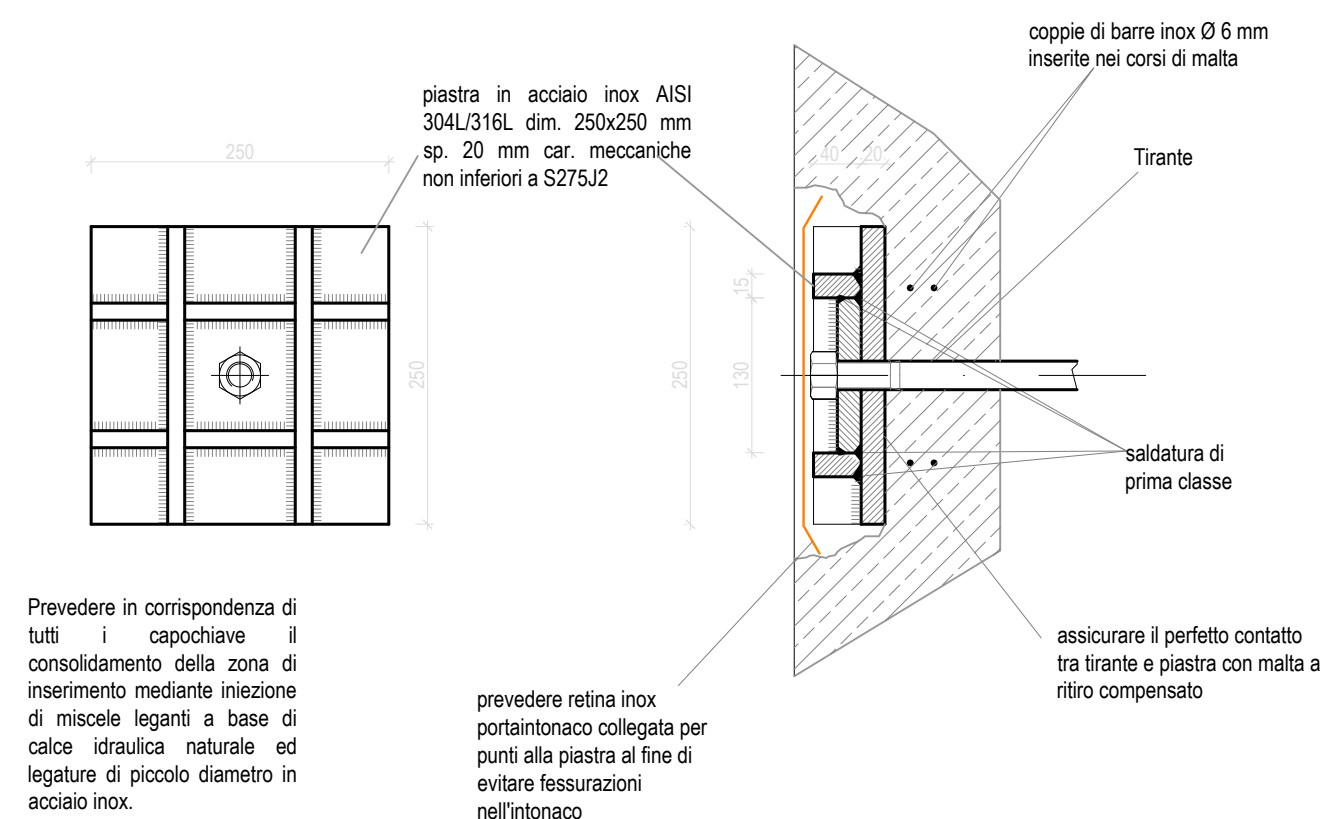 coppie di barre inox Ø 6 mm
inserite nei corsi di malta
piastra in acciaio inox AISI
304L/316L dim. 250x250 mm
sp. 20 mm car. meccaniche
non inferiori a S275J2
250
40 20
Tirante
250
250
15
130
saldatura di
prima classe
Prevedere in corrispondenza di
tutti i capochiave il
consolidamento della zona di
inserimento mediante iniezione
di miscele leganti a base di
calce idraulica naturale ed
legature di piccolo diametro in
acciaio inox.
prevedere retina inox
portaintonaco collegata per
punti alla piastra al fine di
evitare fessurazioni
nell'intonaco
assicurare il perfetto contatto
tra tirante e piastra con malta a
ritiro compensato